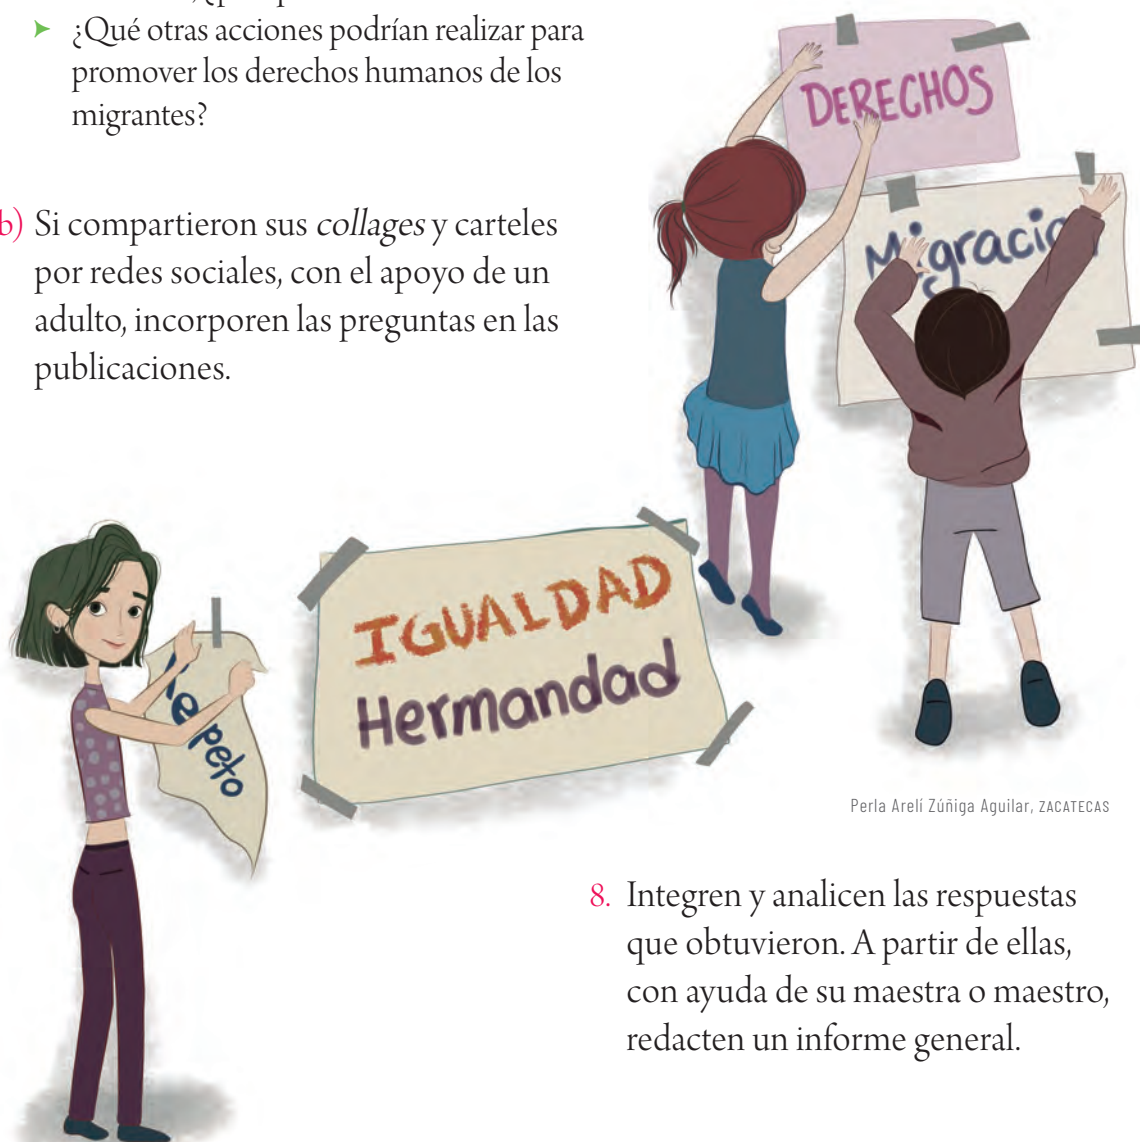 ➤ ¿Qué otras acciones podrían realizar para
promover los derechos humanos de los
migrantes?
b) Si compartieron sus collages y carteles
por redes sociales, con el apoyo de un
adulto, incorporen las preguntas en las
publicaciones.
DERECHOS
Migración
IGUALDAD
Hermandad
Perla Arelí Zúñiga Aguilar, ZACATECAS
8. Integren y analicen las respuestas
que obtuvieron. A partir de ellas,
con ayuda de su maestra o maestro,
redacten un informe general.